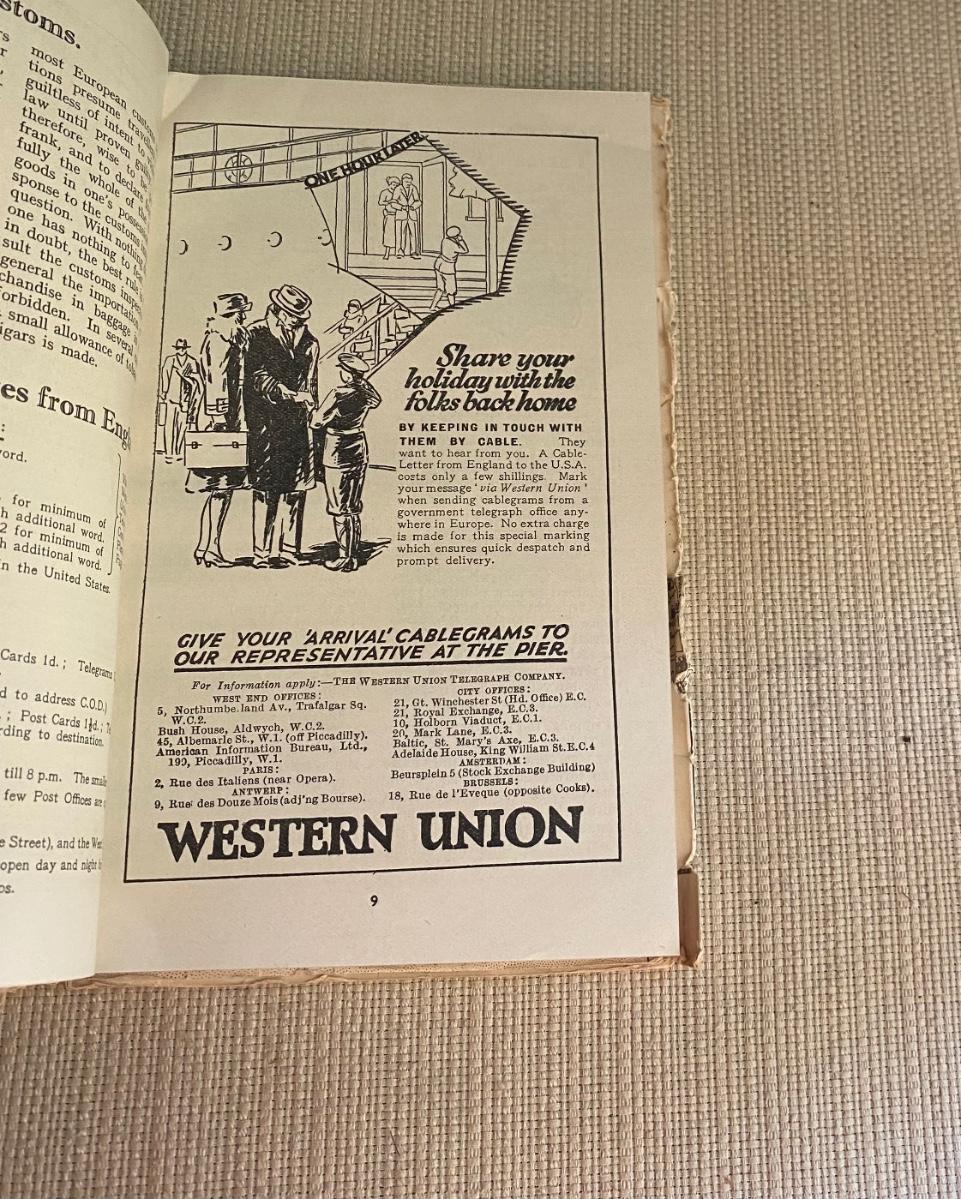 stoms.
most European
tions presume
guiltless of intent to
law until proven
therefore, wise to be
frank, and to declare
fully the whole of the
goods in one's
sponse to the customs
question. With nothing
one has nothing to
in doubt, the best rule
sult the customs
general the
chandise in baggage
forbidden. In several
small allowance of
igars is made.
es from
:
ord.
for minimum of
h additional word.
2 for minimum of
h additional word.
in the United States.
Cards 1d.; Telegrams
d to address C.O.D.
; Post Cards 1½d.;
rding to destination.
till 8 p.m. The
few Post Offices are
e Street), and the
open day and night
os.
ONE HOUR LATER
Share your
holiday with the
folks back home
BY KEEPING IN TOUCH WITH
THEM BY CABLE. They
want to hear from you. A Cable-
Letter from England to the U.S.A.
costs only a few shillings. Mark
your message 'via Western Union'
when sending cablegrams from a
government telegraph office any-
where in Europe. No extra charge
is made for this special marking
which ensures quick despatch and
prompt delivery.
GIVE YOUR 'ARRIVAL' CABLEGRAMS TO
OUR REPRESENTATIVE AT THE PIER.
For Information apply:—THE WESTERN UNION TELEGRAPH COMPANY.
WEST END OFFICES:
5, Northumberland Av., Trafalgar Sq.
W.C.2.
Bush House, Aldwych, W.C.2.
45, Albemarle St., W.1. (off Piccadilly).
American Information Bureau, Ltd.,
199, Piccadilly, W.1.
PARIS:
2, Rue des Italiens (near Opera).
ANTWERP:
9, Rue des Douze Mois (adj'ng Bourse).
CITY OFFICES:
21, Gt. Winchester St (Hd. Office) E.C.
21, Royal Exchange, E.C.3.
10, Holborn Viaduct, E.C.1.
20, Mark Lane, E.C.3.
Baltic, St. Mary's Axe, E.C.3.
Adelaide House, King William St. E.C.4
AMSTERDAM:
Beursplein 5 (Stock Exchange Building)
BRUSSELS:
18, Rue de l'Eveque (opposite Cooks).
WESTERN UNION
9